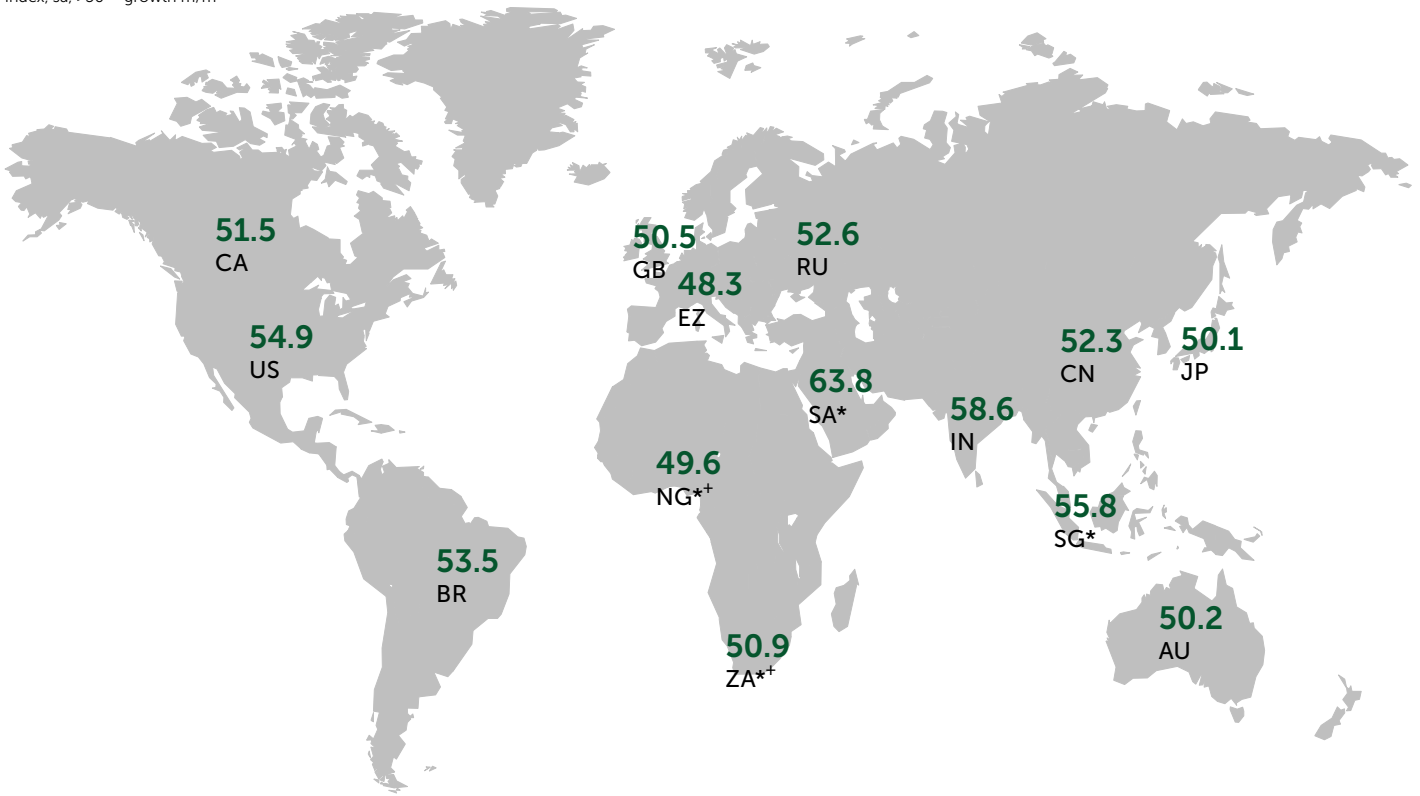 51.5
CA
54.9
US
53.5
BR
50.5
GB
48.3
EZ
52.6
RU
63.8
SA*
49.6
NG*+
50.9
ZA*+
58.6
IN
52.3
CN
50.1
JP
55.8
SG*
50.2
AU